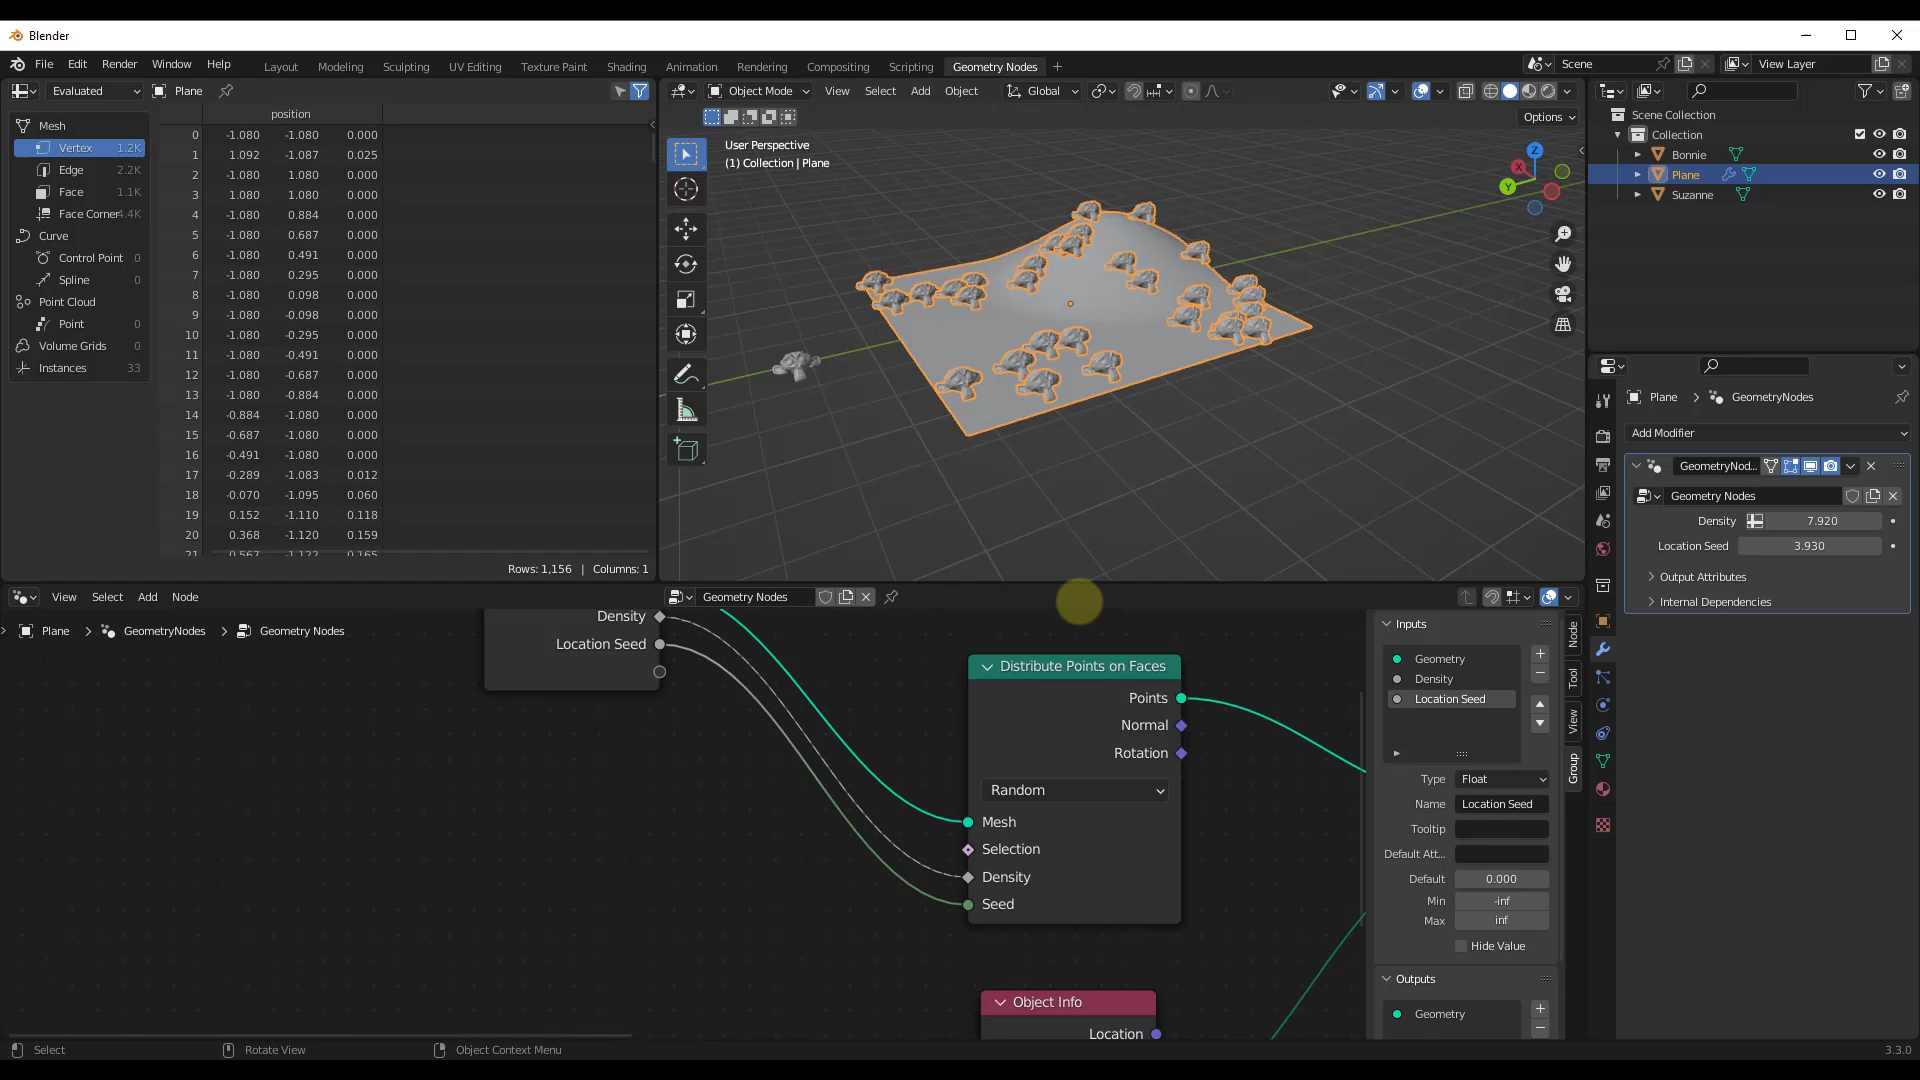 Blender
File Edit Render Window Help
Layout Modeling Sculpting UV Editing Texture Paint Shading Animation Rendering Compositing Scripting Geometry Nodes +
Scene
View Layer
Evaluated Plane
Mesh
Vertex 1.2K
Edge 2.2K
Face 1.1K
Face Corner 4.4K
Curve
Control Point 0
Spline 0
Point Cloud
Point 0
Volume Grids 0
Instances 33
position
0 -1.080 -1.080 0.000
1 1.092 -1.087 0.025
2 -1.080 1.080 0.000
3 1.080 1.080 0.000
4 -1.080 0.884 0.000
5 -1.080 0.687 0.000
6 -1.080 0.491 0.000
7 -1.080 0.295 0.000
8 -1.080 0.098 0.000
9 -1.080 -0.098 0.000
10 -1.080 -0.295 0.000
11 -1.080 -0.491 0.000
12 -1.080 -0.687 0.000
13 -1.080 -0.884 0.000
14 -0.884 -1.080 0.000
15 -0.687 -1.080 0.000
16 -0.491 -1.080 0.000
17 -0.289 -1.083 0.012
18 -0.070 -1.095 0.060
19 0.152 -1.110 0.118
20 0.368 -1.120 0.159
21 0.567 -1.122 0.165
Rows: 1,156 | Columns: 1
Object Mode View Select Add Object Global
Options
User Perspective
(1) Collection | Plane
Z
X
Y
Scene Collection
Collection
Bonnie
Plane
Suzanne
Plane > GeometryNodes
Add Modifier
GeometryNod...
Geometry Nodes
Density 7.920
Location Seed 3.930
Output Attributes
Internal Dependencies
View Select Add Node
Geometry Nodes
Plane > GeometryNodes > Geometry Nodes
Density
Location Seed
Distribute Points on Faces
Points
Normal
Rotation
Random
Mesh
Selection
Density
Seed
Object Info
Location
Inputs
Geometry
Density
Location Seed
Type Float
Name Location Seed
Tooltip
Default Att...
Default 0.000
Min -inf
Max inf
Hide Value
Outputs
Geometry
Node
Tool
View
Group
Select
Rotate View
Object Context Menu
3.3.0